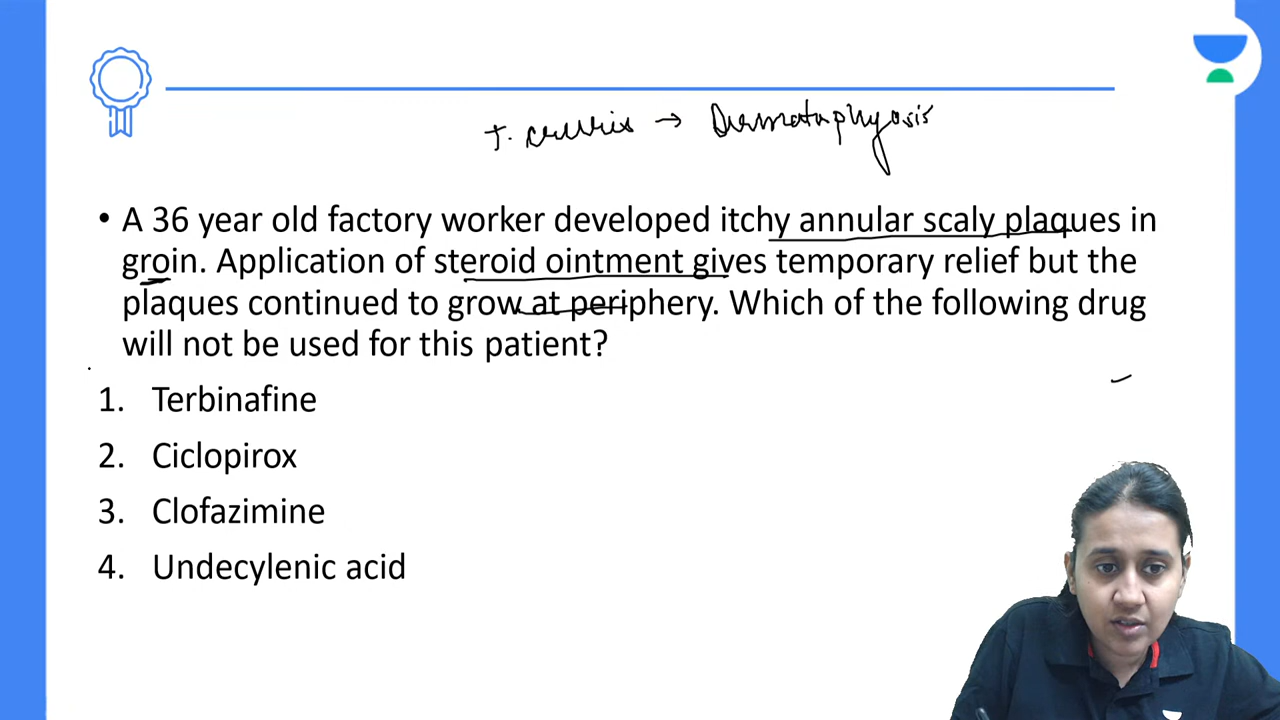 T. cruris → Dermatophyosis
• A 36 year old factory worker developed itchy annular scaly plaques in
groin. Application of steroid ointment gives temporary relief but the
plaques continued to grow at periphery. Which of the following drug
will not be used for this patient?
1. Terbinafine
2. Ciclopirox
3. Clofazimine
4. Undecylenic acid